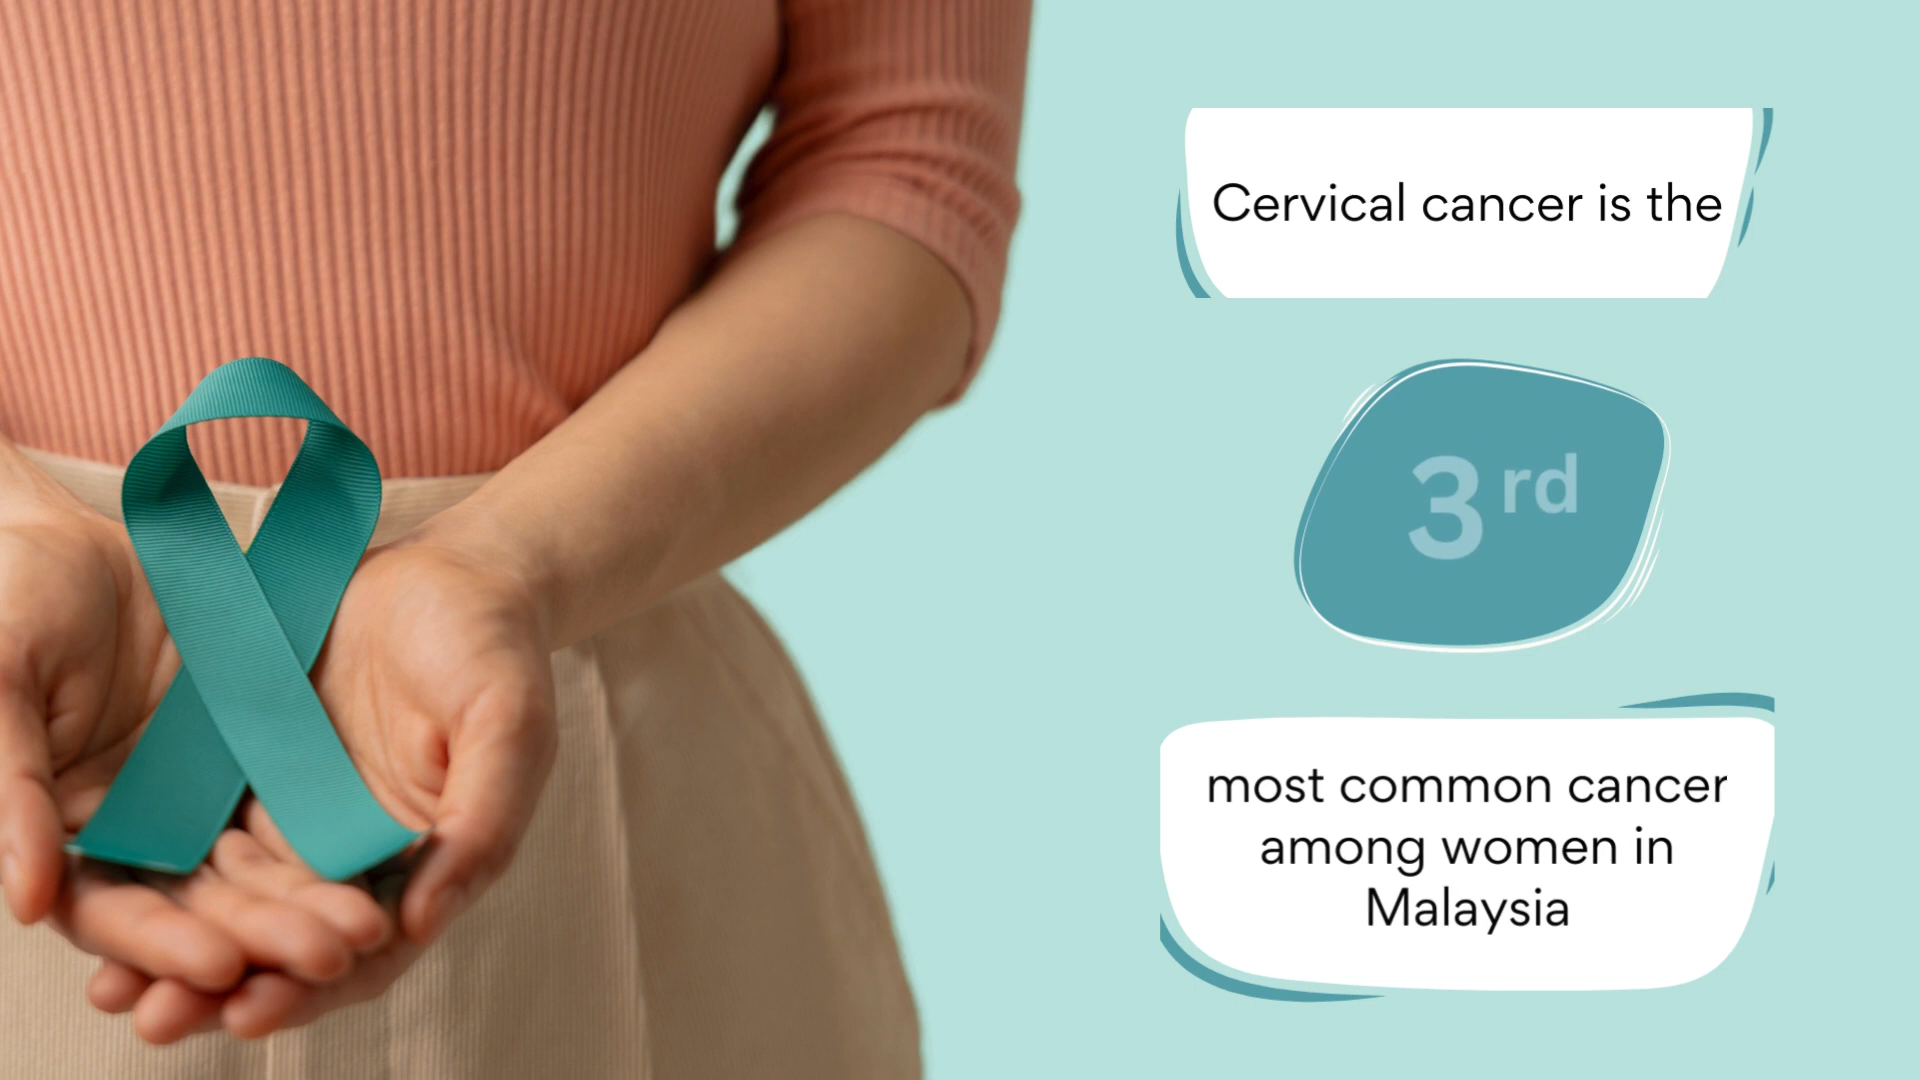 Cervical cancer is the
3rd
most common cancer
among women in
Malaysia